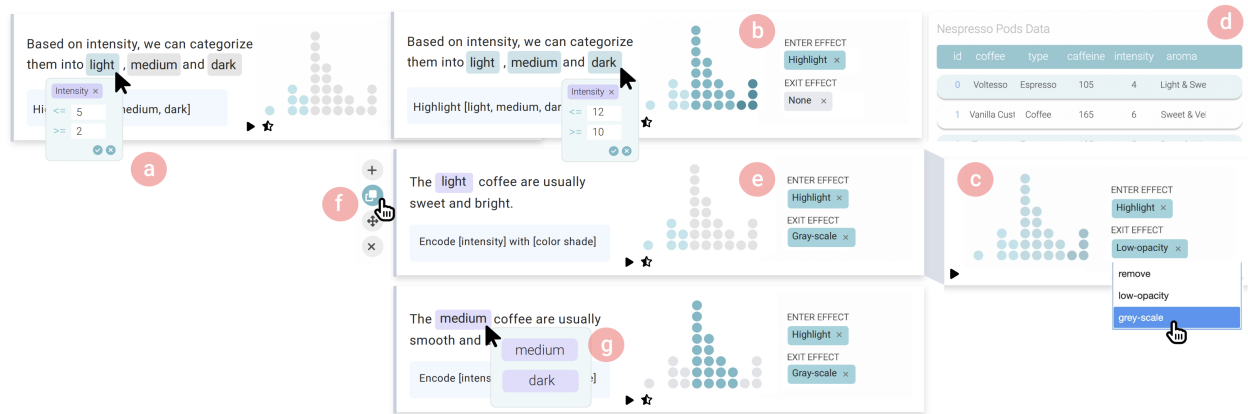 Based on intensity, we can categorize
them into light , medium and dark
Intensity ×
<= 5
>= 2
medium, dark]
a
Based on intensity, we can categorize
them into light , medium and dark
Highlight [light, medium, dar
Intensity ×
<= 12
>= 10
b
ENTER EFFECT
Highlight ×
EXIT EFFECT
None ×
d
Nespresso Pods Data
id coffee type caffeine intensity aroma
0 Voltesso Espresso 105 4 Light & Swe
1 Vanilla Cust Coffee 165 6 Sweet & Ve
f
The light coffee are usually
sweet and bright.
Encode [intensity] with [color shade]
e
ENTER EFFECT
Highlight ×
EXIT EFFECT
Gray-scale ×
c
ENTER EFFECT
Highlight ×
EXIT EFFECT
Low-opacity ×
remove
low-opacity
grey-scale
The medium coffee are usually
smooth and
Encode [intens
medium
dark
g
ENTER EFFECT
Highlight ×
EXIT EFFECT
Gray-scale ×